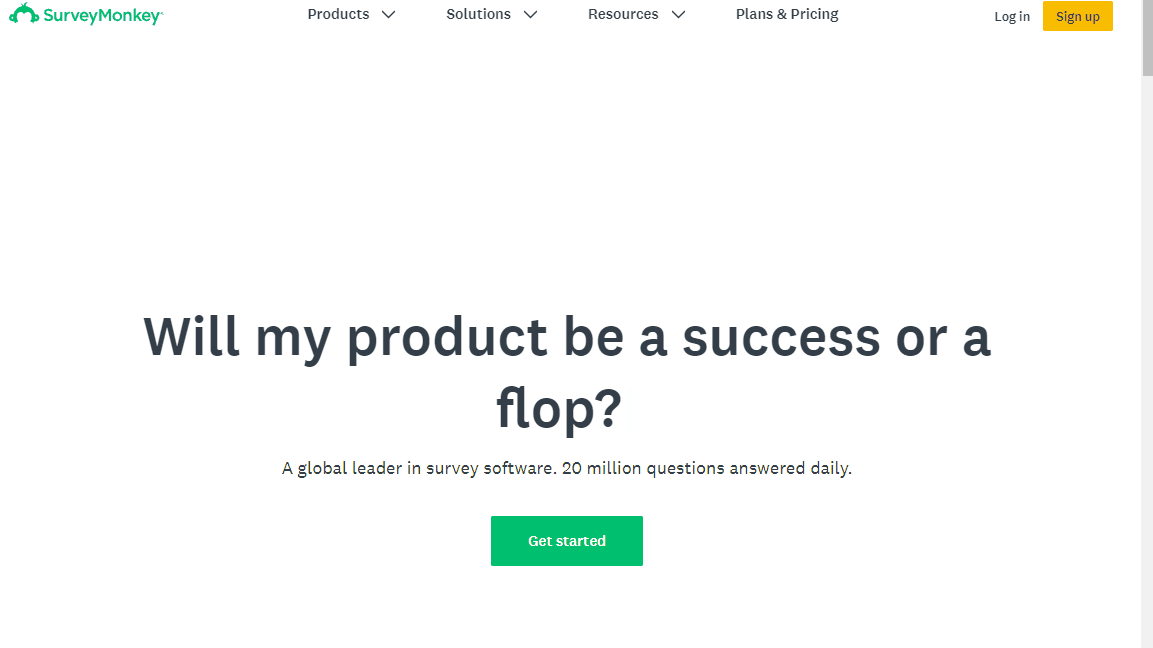 SurveyMonkey
Products
Solutions
Resources
Plans & Pricing
Log in
Sign up
Will my product be a success or a
flop?
A global leader in survey software. 20 million questions answered daily.
Get started